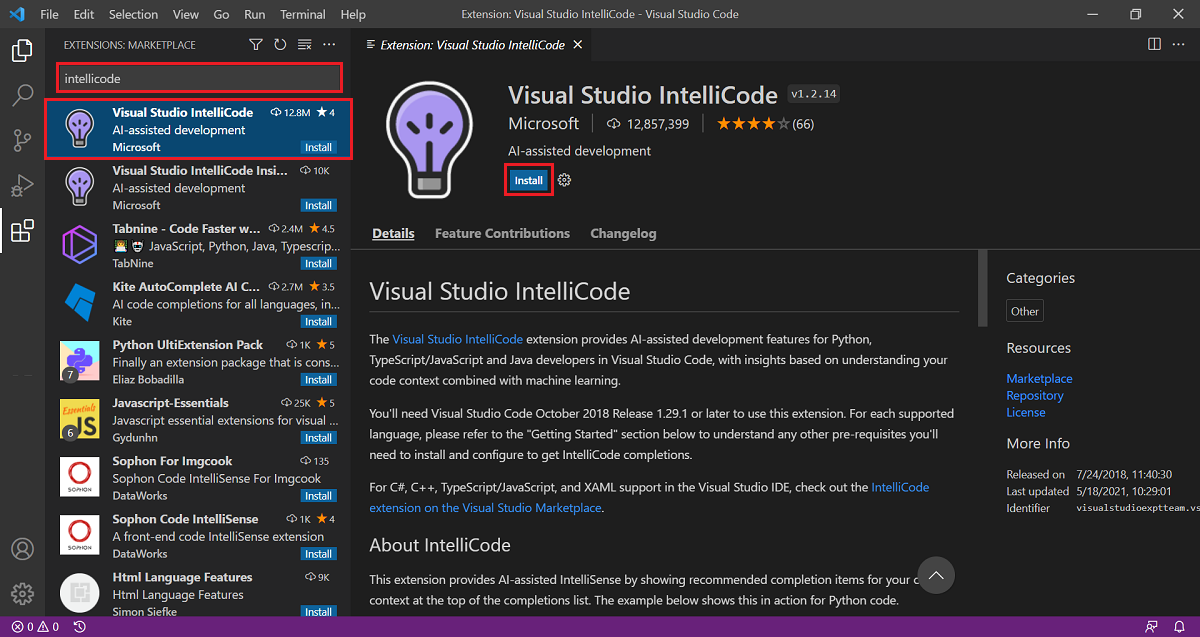 File Edit Selection View Go Run Terminal Help
Extension: Visual Studio IntelliCode - Visual Studio Code
EXTENSIONS: MARKETPLACE
intellicode
Visual Studio IntelliCode 12.8M ★ 4
AI-assisted development
Microsoft Install
Visual Studio IntelliCode Insi... 10K
AI-assisted development
Microsoft Install
Tabnine - Code Faster w... 2.4M ★ 4.5
JavaScript, Python, Java, Typescrip...
TabNine Install
Kite AutoComplete AI C... 2.7M ★ 3.5
AI code completions for all languages, in...
Kite Install
Python UltiExtension Pack 1K ★ 5
Finally an extension package that is cons...
7 Eliaz Bobadilla Install
Essentials
Javascript-Essentials 25K ★ 5
JS
Javascript essential extensions for visual ...
6 Gydunhn Install
Sophon For Imgcook 135
Sophon Code IntelliSense For Imgcook
SOPHON
DataWorks Install
Sophon Code IntelliSense 1K ★ 4
A front-end code IntelliSense extension
SOPHON
DataWorks Install
Html Language Features 9K
Html Language Features
Simon Siefke Install
0 0
Extension: Visual Studio IntelliCode
Visual Studio IntelliCode v1.2.14
Microsoft 12,857,399 ★★★★☆ (66)
AI-assisted development
Install
Details Feature Contributions Changelog
Visual Studio IntelliCode
The Visual Studio IntelliCode extension provides AI-assisted development features for Python,
TypeScript/JavaScript and Java developers in Visual Studio Code, with insights based on understanding your
code context combined with machine learning.
You'll need Visual Studio Code October 2018 Release 1.29.1 or later to use this extension. For each supported
language, please refer to the "Getting Started" section below to understand any other pre-requisites you'll
need to install and configure to get IntelliCode completions.
For C#, C++, TypeScript/JavaScript, and XAML support in the Visual Studio IDE, check out the IntelliCode
extension on the Visual Studio Marketplace.
About IntelliCode
This extension provides AI-assisted IntelliSense by showing recommended completion items for your c
context at the top of the completions list. The example below shows this in action for Python code.
Categories
Other
Resources
Marketplace
Repository
License
More Info
Released on 7/24/2018, 11:40:30
Last updated 5/18/2021, 10:29:01
Identifier visualstudioexptteam.vs